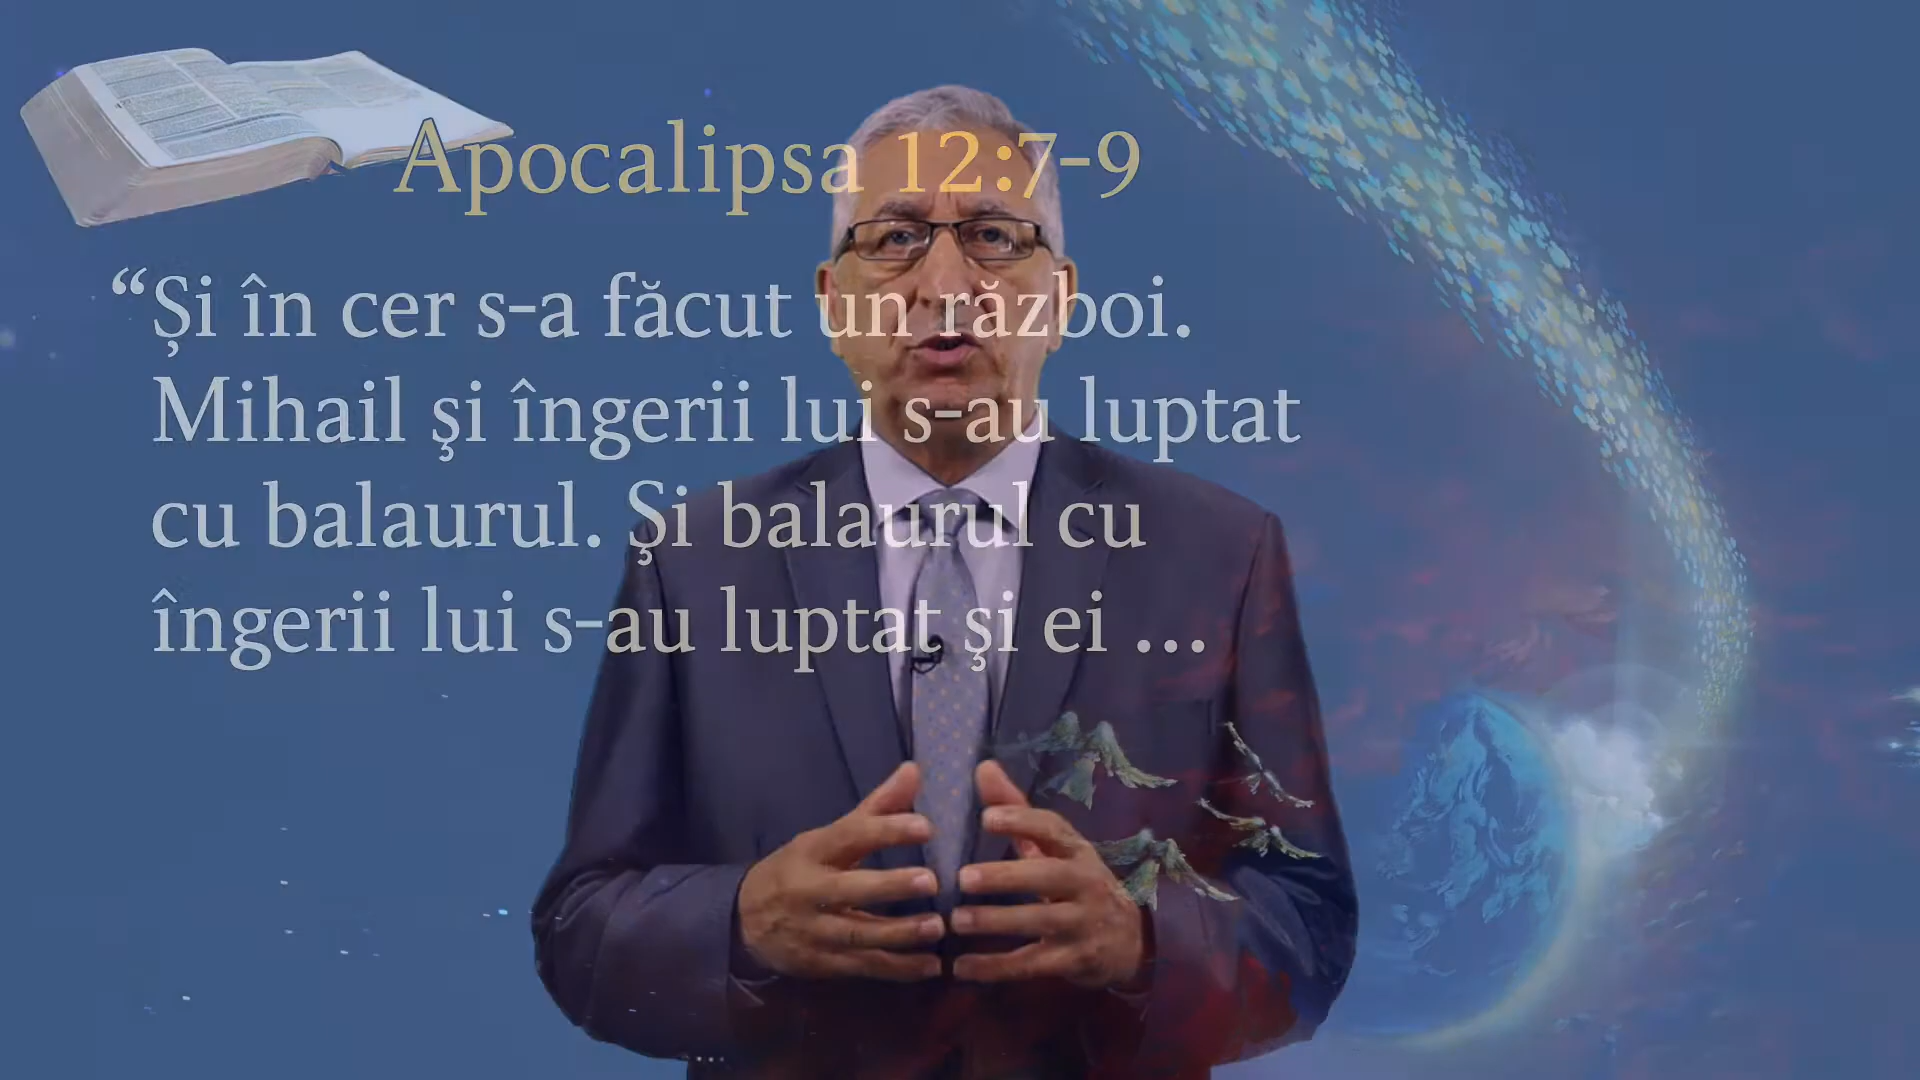 Apocalipsa 12:7-9
“Și în cer s-a făcut un război.
Mihail şi îngerii lui s-au luptat
cu balaurul. Şi balaurul cu
îngerii lui s-au luptat şi ei ...